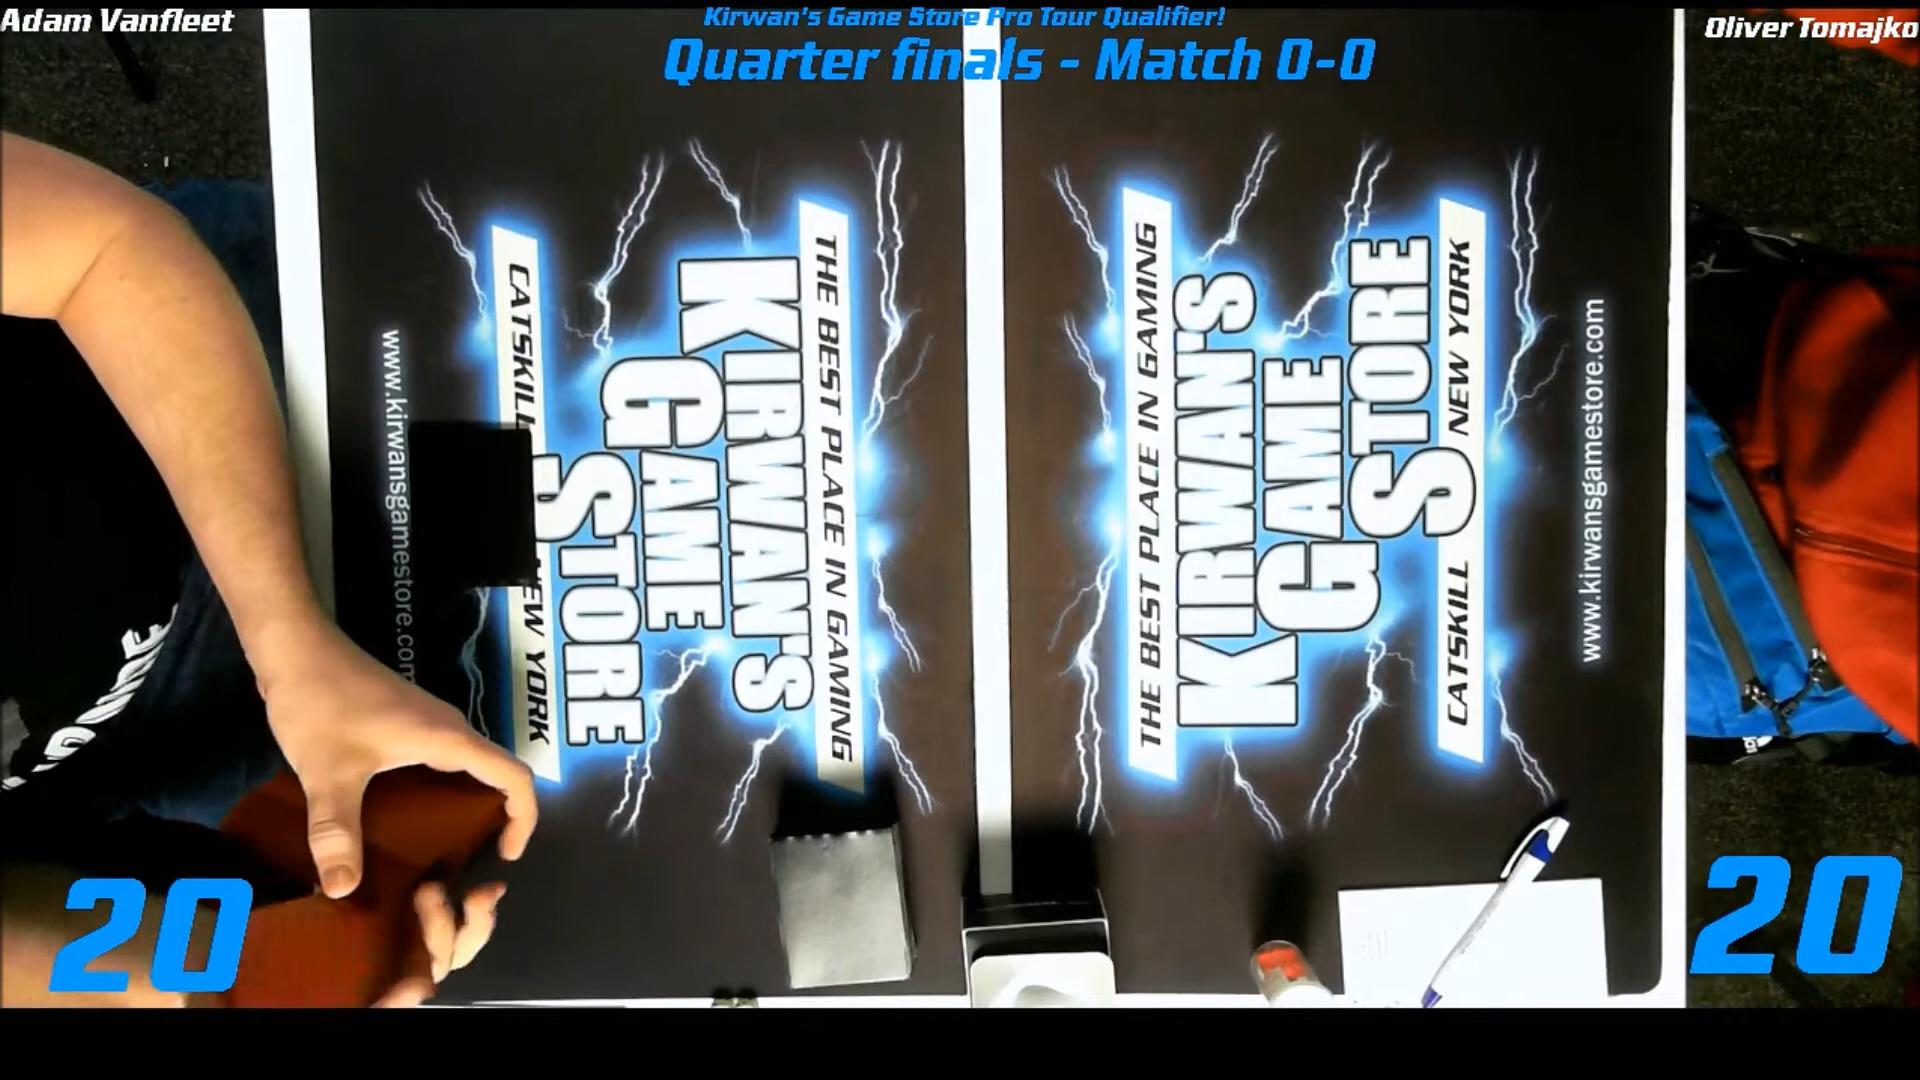 Adam Vanfleet
Kirwan's Game Store Pro Tour Qualifier!
Oliver Tomajko
Quarter finals - Match 0-0
THE BEST PLACE IN GAMING
KIRWAN'S
GAME
STORE
CATSKILL NEW YORK
www.kirwansgamestore.com
THE BEST PLACE IN GAMING
KIRWAN'S
GAME
STORE
CATSKILL NEW YORK
www.kirwansgamestore.com
20
20